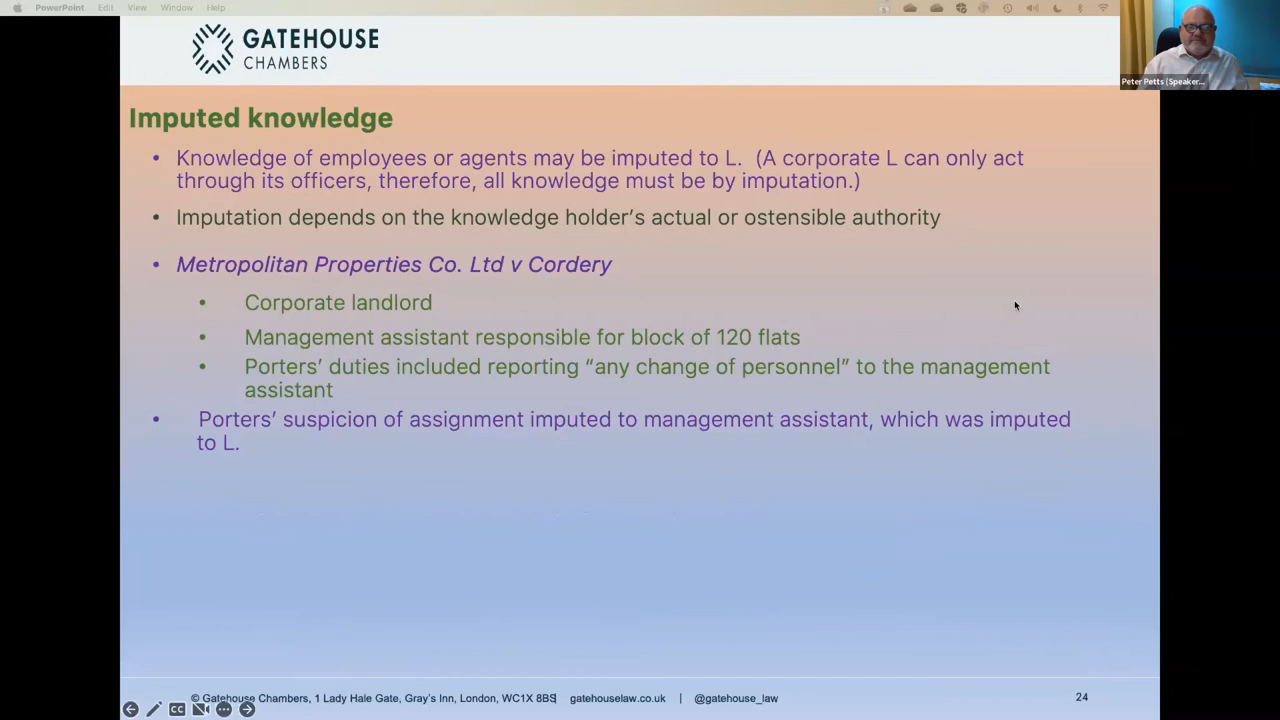 PowerPoint Edit View Window Help
GATEHOUSE
CHAMBERS
Peter Petts (Speaker...
Imputed knowledge
• Knowledge of employees or agents may be imputed to L. (A corporate L can only act
through its officers, therefore, all knowledge must be by imputation.)
• Imputation depends on the knowledge holder’s actual or ostensible authority
• Metropolitan Properties Co. Ltd v Cordery
• Corporate landlord
• Management assistant responsible for block of 120 flats
• Porters’ duties included reporting “any change of personnel” to the management
assistant
• Porters’ suspicion of assignment imputed to management assistant, which was imputed
to L.
© Gatehouse Chambers, 1 Lady Hale Gate, Gray’s Inn, London, WC1X 8BS| gatehouselaw.co.uk | @gatehouse_law
24
CC